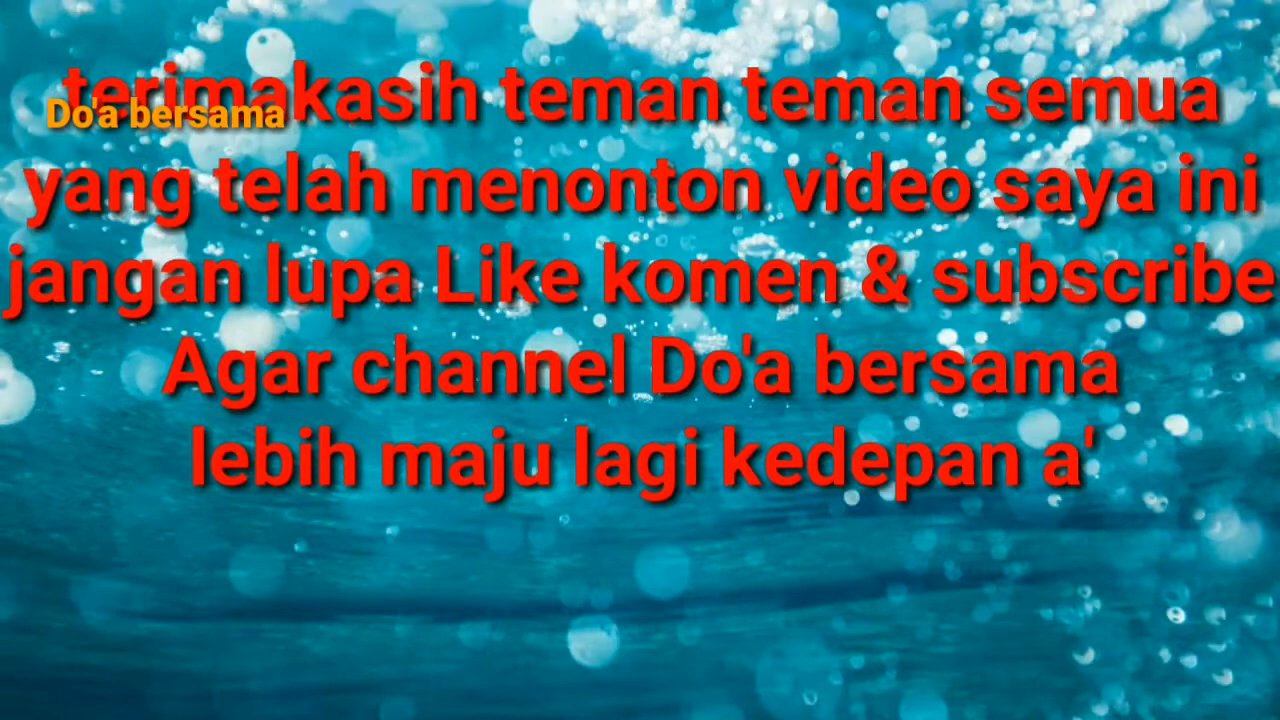 terimakasih teman teman semua
Do'a bersama
yang telah menonton video saya ini
jangan lupa Like komen & subscribe
Agar channel Do'a bersama
lebih maju lagi kedepan a'